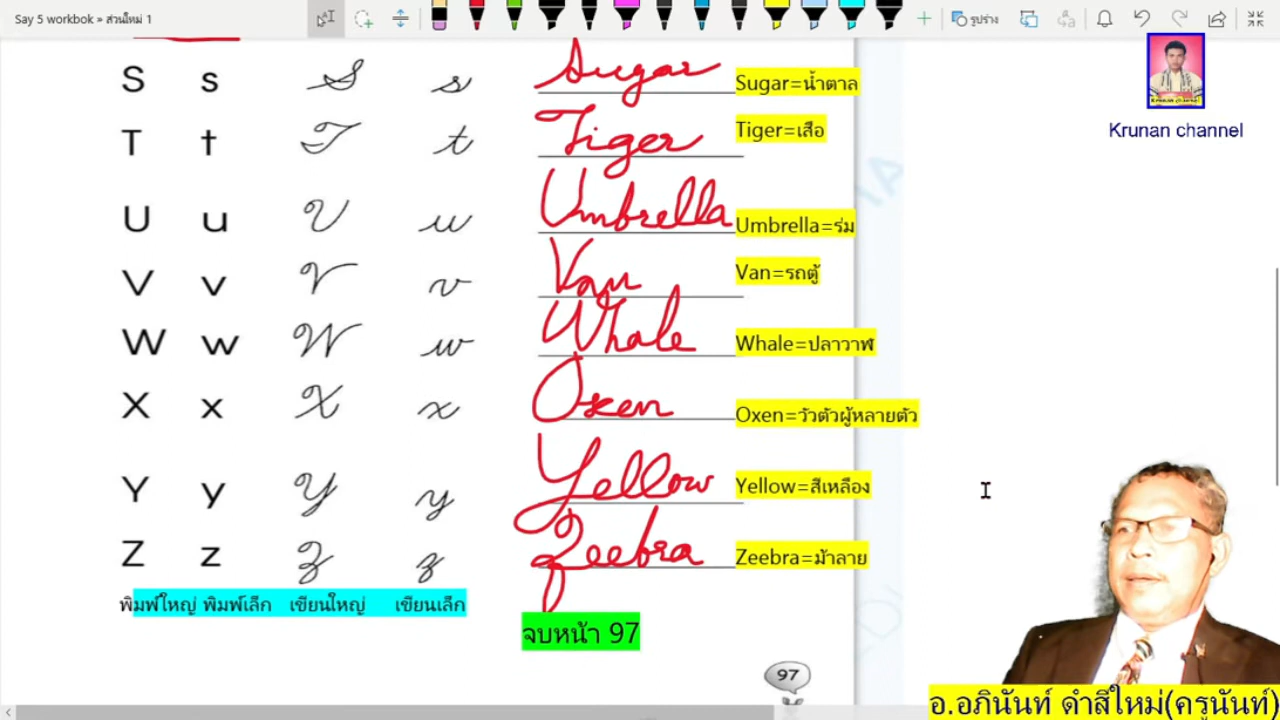 Say 5 workbok » ส่วนใหม่ 1
รูปร่าง
Krunan channel
S s S s Sugar Sugar=น้ำตาล
T t T t Tiger Tiger=เสือ
U u U u Umbrella Umbrella=ร่ม
V v V v Van Van=รถตู้
W w W w Whale Whale=ปลาวาฬ
X x X x Oxen Oxen=วัวตัวผู้หลายตัว
Y y Y y Yellow Yellow=สีเหลือง
Z z Z z Zeebra Zeebra=ม้าลาย
พิมพ์ใหญ่ พิมพ์เล็ก เขียนใหญ่ เขียนเล็ก
จบหน้า 97
97
อ.อภินันท์ ดำสีใหม่(ครูนันท์)